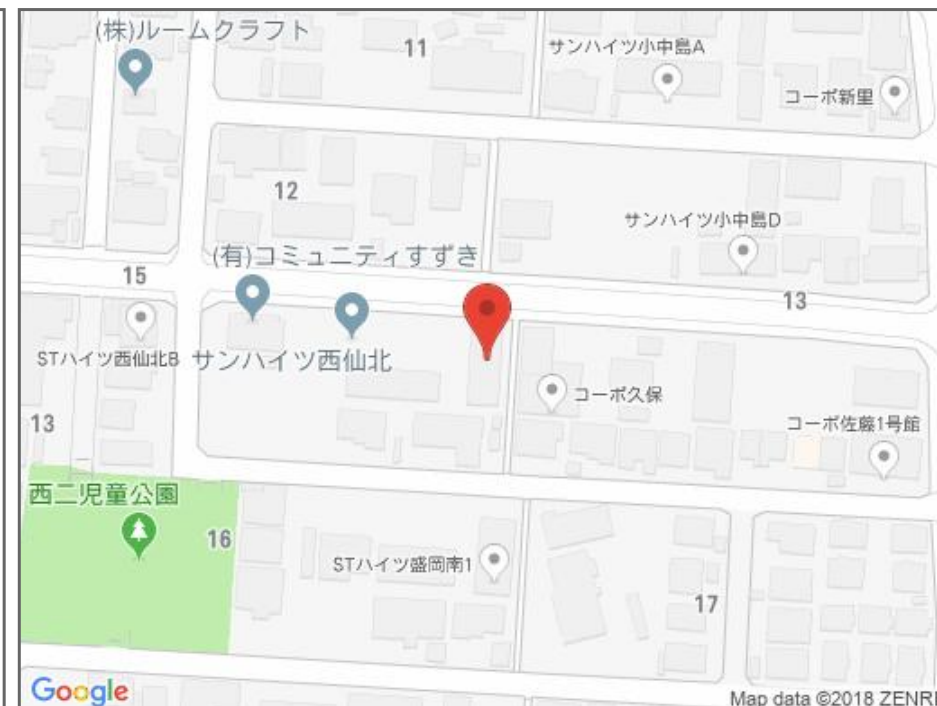 (株)ルームクラフト
11
サンハイツ小中島A
コーポ新里
12
サンハイツ小中島D
(有)コミュニティすずき
15
13
STハイツ西仙北B
サンハイツ西仙北
コーポ久保
13
コーポ佐藤1号館
西二児童公園
16
STハイツ盛岡南1
17
Google
Map data ©2018 ZENRI